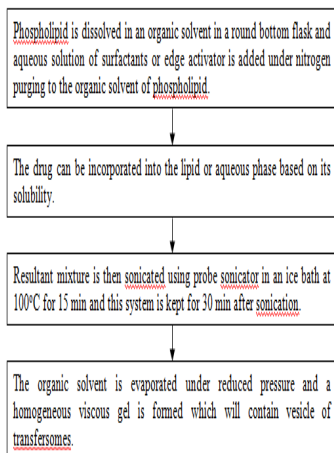 Phospholipid is dissolved in an organic solvent in a round bottom flask and
aqueous solution of surfactants or edge activator is added under nitrogen
purging to the organic solvent of phospholipid.
The drug can be incorporated into the lipid or aqueous phase based on its
solubility.
Resultant mixture is then sonicated using probe sonicator in an ice bath at
100°C for 15 min and this system is kept for 30 min after sonication.
The organic solvent is evaporated under reduced pressure and a
homogeneous viscous gel is formed which will contain vesicle of
transfersomes.